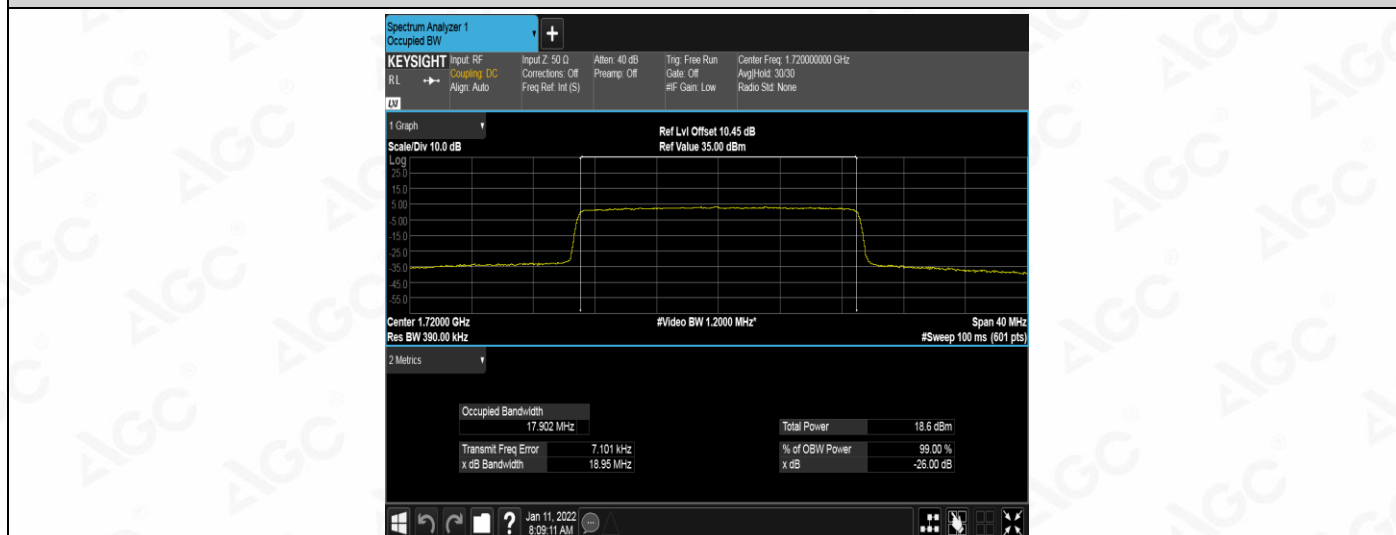 Spectrum Analyzer 1
Occupied BW
+
KEYSIGHT
RL
LXI
Input: RF
Coupling: DC
Align: Auto
Input Z: 50 Ω
Corrections: Off
Freq Ref: Int (S)
Atten: 40 dB
Preamp: Off
Trig: Free Run
Gate: Off
#IF Gain: Low
Center Freq: 1.720000000 GHz
Avg|Hold: 30/30
Radio Std: None
1 Graph
Scale/Div 10.0 dB
Ref Lvl Offset 10.45 dB
Ref Value 35.00 dBm
Log
25.0
15.0
5.00
-5.00
-15.0
-25.0
-35.0
-45.0
-55.0
Center 1.72000 GHz
#Video BW 1.2000 MHz*
Span 40 MHz
Res BW 390.00 kHz
#Sweep 100 ms (601 pts)
2 Metrics
Occupied Bandwidth
17.902 MHz
Transmit Freq Error 7.101 kHz
x dB Bandwidth 18.95 MHz
Total Power 18.6 dBm
% of OBW Power 99.00 %
x dB -26.00 dB
?
Jan 11, 2022
8:09:11 AM
AGC